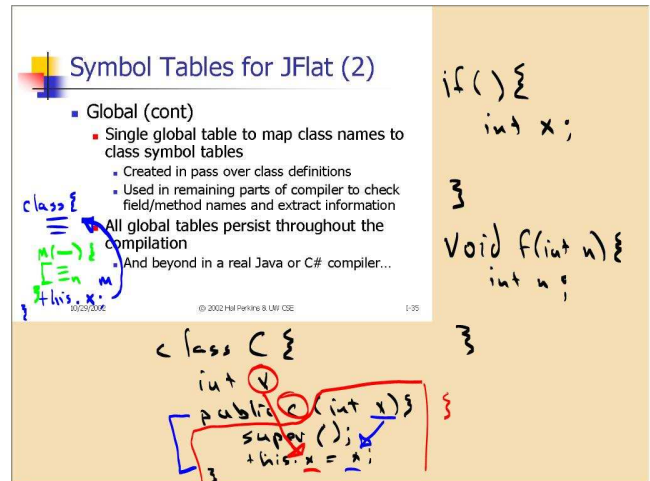 Symbol Tables for JFlat (2)
Global (cont)
Single global table to map class names to
class symbol tables
Created in pass over class definitions
Used in remaining parts of compiler to check
field/method names and extract information
All global tables persist throughout the
compilation
And beyond in a real Java or C# compiler...
10/29/2002
© 2002 Hal Perkins & UW CSE
I-35
class {
M(—) {
n
m
}
this.x;
}
if() {
int x;
}
void f(int n) {
int n;
}
class C {
int
public C (int x) {
super ();
this.x = x;
}
}